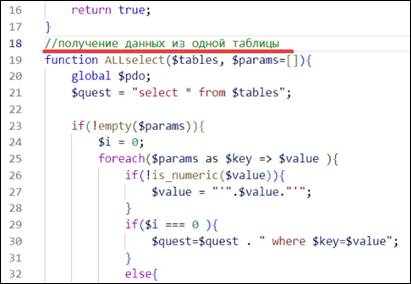 16 return true;
17 }
18 //получение данных из одной таблицы
19 function ALLselect($tables, $params=[]){
20 global $pdo;
21 $quest = "select * from $tables";
22
23 if(!empty($params)){
24 $i = 0;
25 foreach($params as $key => $value ){
26 if(!is_numeric($value)){
27 $value = "'".$value."'";
28 }
29 if($i === 0 ){
30 $quest=$quest . " where $key=$value";
31 }
32 else{